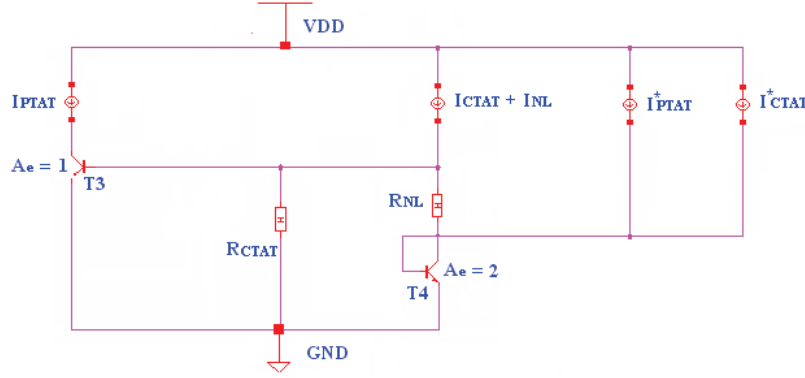 VDD
IPTAT
ICTAT + INL
I*PTAT
I*CTAT
Ae = 1
T3
RNL
RCTAT
Ae = 2
T4
GND